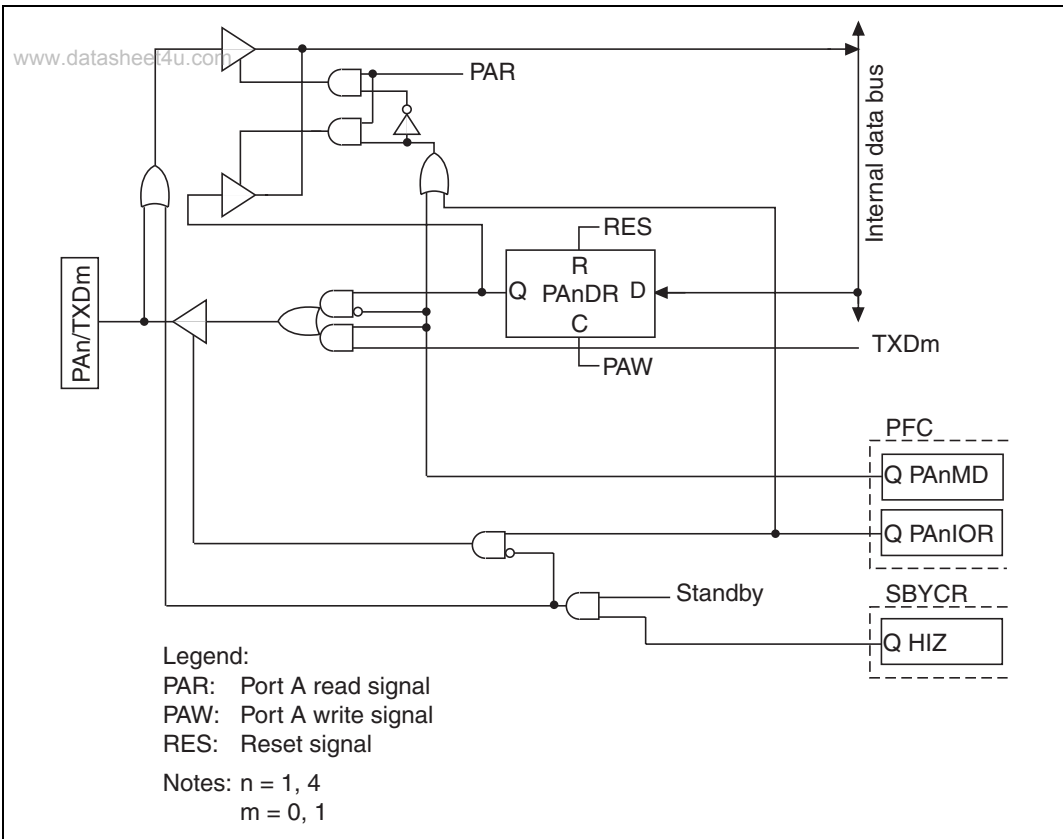 www.datasheet4u.com
PAR
Internal data bus
RES
R
Q PAnDR D
C
PAW
PAn/TXDm
TXDm
PFC
Q PAnMD
Q PAnIOR
SBYCR
Standby
Q HIZ
Legend:
PAR: Port A read signal
PAW: Port A write signal
RES: Reset signal
Notes: n = 1, 4
m = 0, 1